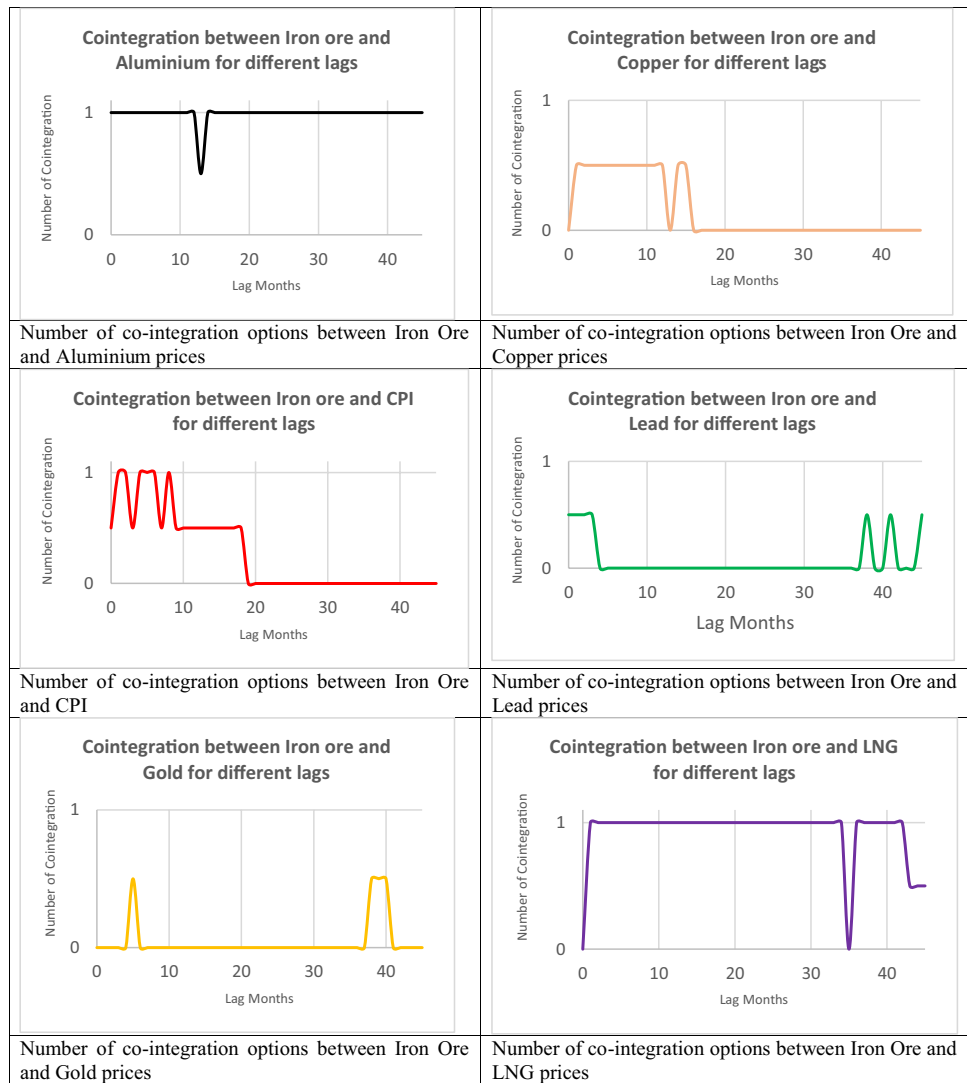 Cointegration between Iron ore and
Aluminium for different lags
Number of Cointegration
1
0
0 10 20 30 40
Lag Months
Number of co-integration options between Iron Ore
and Aluminium prices
Cointegration between Iron ore and
Copper for different lags
Number of Cointegration
1
0
0 10 20 30 40
Lag Months
Number of co-integration options between Iron Ore and
Copper prices
Cointegration between Iron ore and CPI
for different lags
Number of Cointegration
1
0
0 10 20 30 40
Lag Months
Number of co-integration options between Iron Ore
and CPI
Cointegration between Iron ore and
Lead for different lags
Number of Cointegration
1
0
0 20 40
Lag Months
Number of co-integration options between Iron Ore and
Lead prices
Cointegration between Iron ore and
Gold for different lags
Number of Cointegration
1
0
0 10 20 30 40
Lag Months
Number of co-integration options between Iron Ore
and Gold prices
Cointegration between Iron ore and LNG
for different lags
Number of Cointegration
1
0
0 10 20 30 40
Lag Months
Number of co-integration options between Iron Ore and
LNG prices